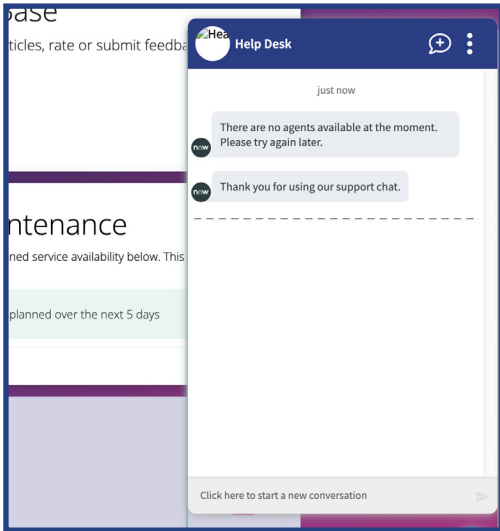 ase
ticles, rate or submit feedba
ntenance
ned service availability below. This
planned over the next 5 days
Hea
Help Desk
just now
There are no agents available at the moment.
Please try again later.
now
Thank you for using our support chat.
now
Click here to start a new conversation